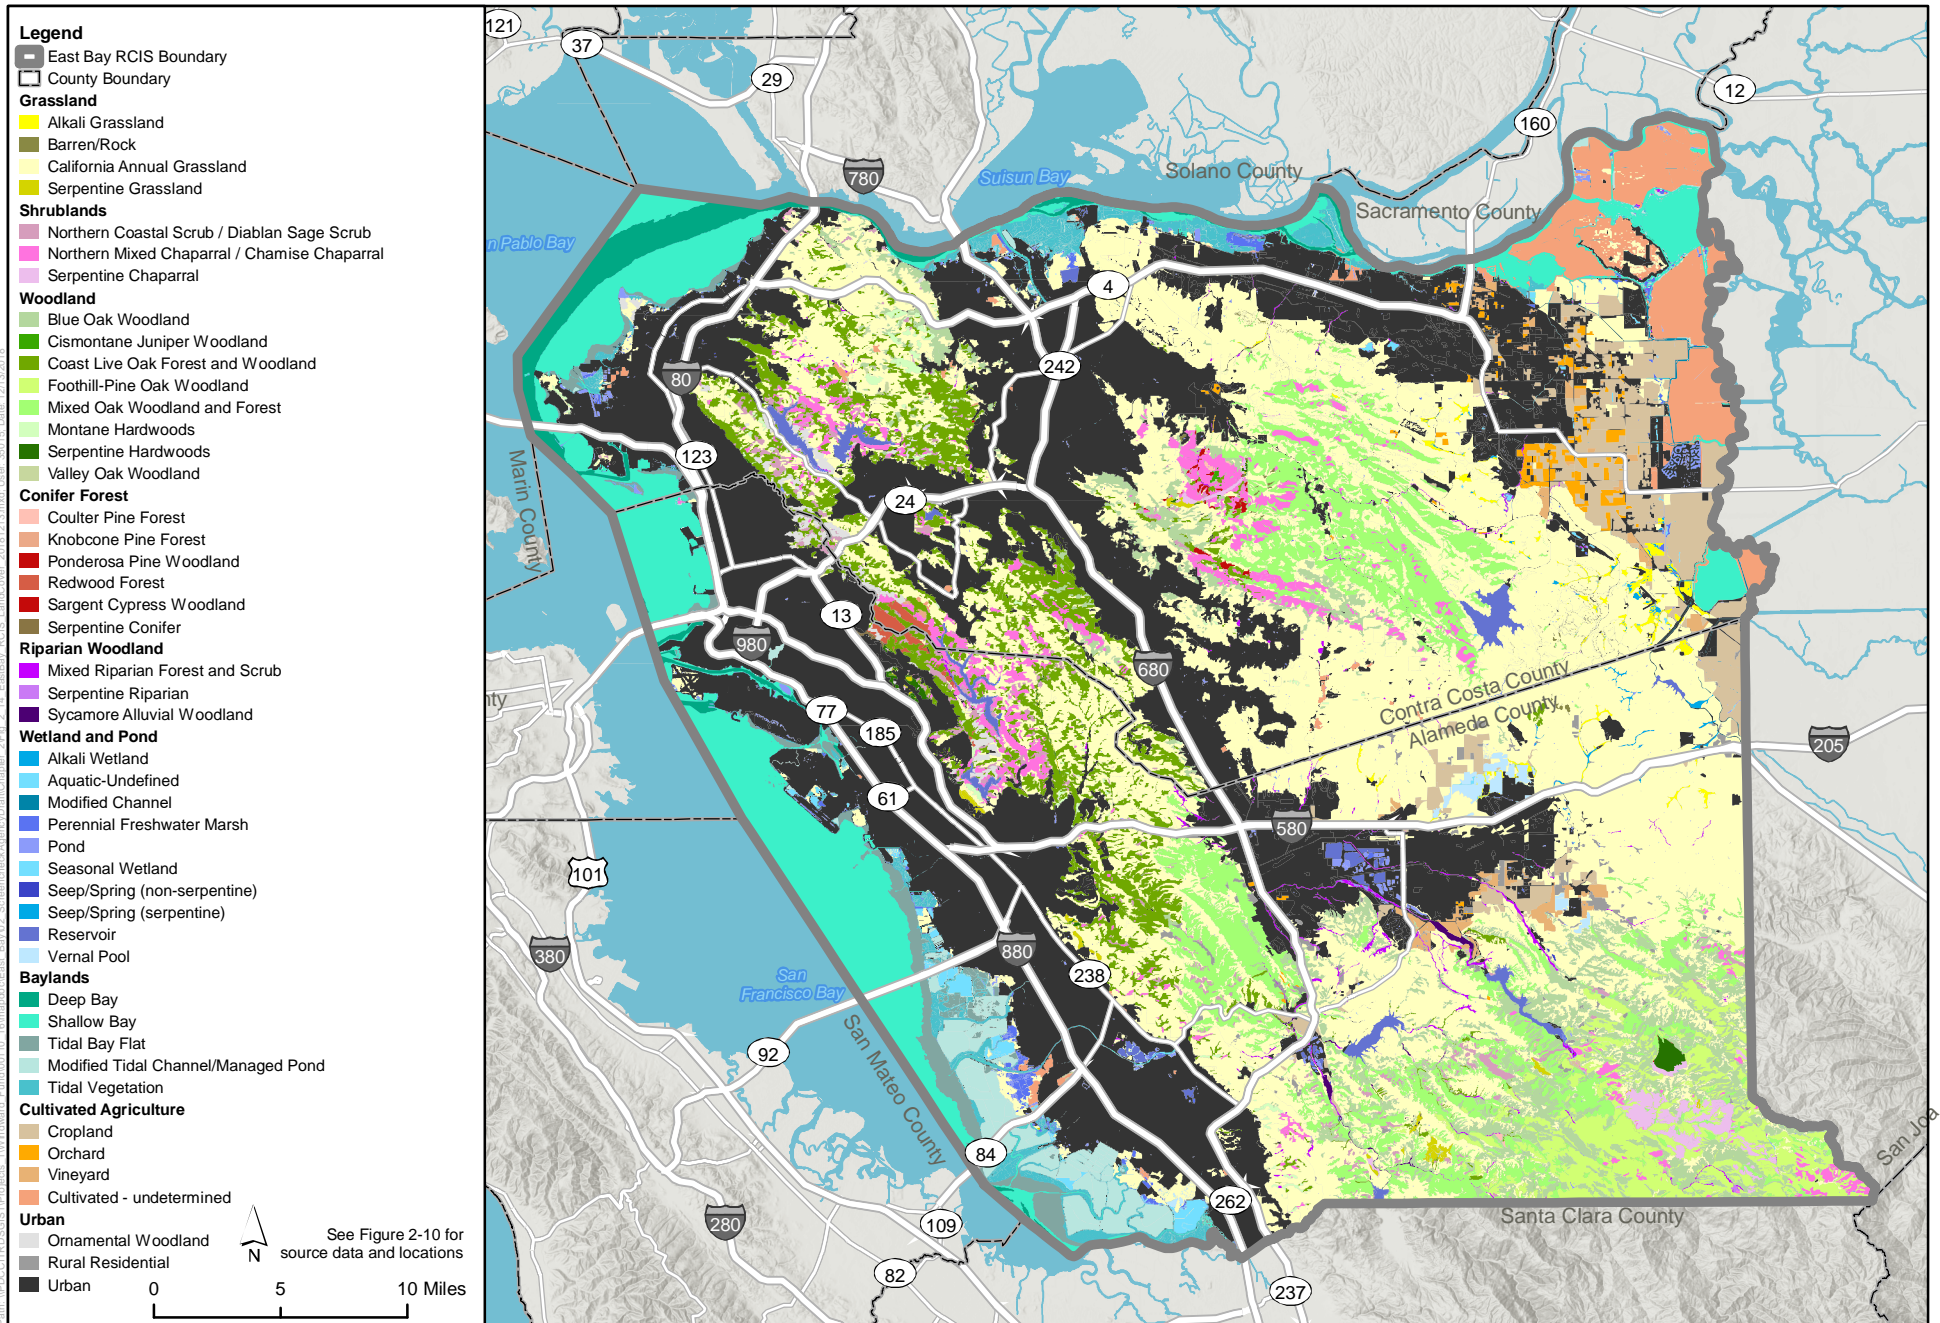 Legend
East Bay RCIS Boundary
County Boundary
Grassland
Alkali Grassland
Barren/Rock
California Annual Grassland
Serpentine Grassland
Shrublands
Northern Coastal Scrub / Diablan Sage Scrub
Northern Mixed Chaparral / Chamise Chaparral
Serpentine Chaparral
Woodland
Blue Oak Woodland
Cismontane Juniper Woodland
Coast Live Oak Forest and Woodland
Foothill-Pine Oak Woodland
Mixed Oak Woodland and Forest
Montane Hardwoods
Serpentine Hardwoods
Valley Oak Woodland
Conifer Forest
Coulter Pine Forest
Knobcone Pine Forest
Ponderosa Pine Woodland
Redwood Forest
Sargent Cypress Woodland
Serpentine Conifer
Riparian Woodland
Mixed Riparian Forest and Scrub
Serpentine Riparian
Sycamore Alluvial Woodland
Wetland and Pond
Alkali Wetland
Aquatic-Undefined
Modified Channel
Perennial Freshwater Marsh
Pond
Seasonal Wetland
Seep/Spring (non-serpentine)
Seep/Spring (serpentine)
Reservoir
Vernal Pool
Baylands
Deep Bay
Shallow Bay
Tidal Bay Flat
Modified Tidal Channel/Managed Pond
Tidal Vegetation
Cultivated Agriculture
Cropland
Orchard
Vineyard
Cultivated - undetermined
Urban
Ornamental Woodland
Rural Residential
Urban
N
See Figure 2-10 for
source data and locations
0 5 10 Miles
121
37
29
12
160
780
Solano County
Suisun Bay
Sacramento County
n Pablo Bay
4
242
80
123
Marin County
24
13
980
680
Contra Costa County
Alameda County
nty
77
185
205
61
580
101
380
880
238
San
Francisco Bay
92
San Mateo County
84
San Joa
262
Santa Clara County
280
109
82
237